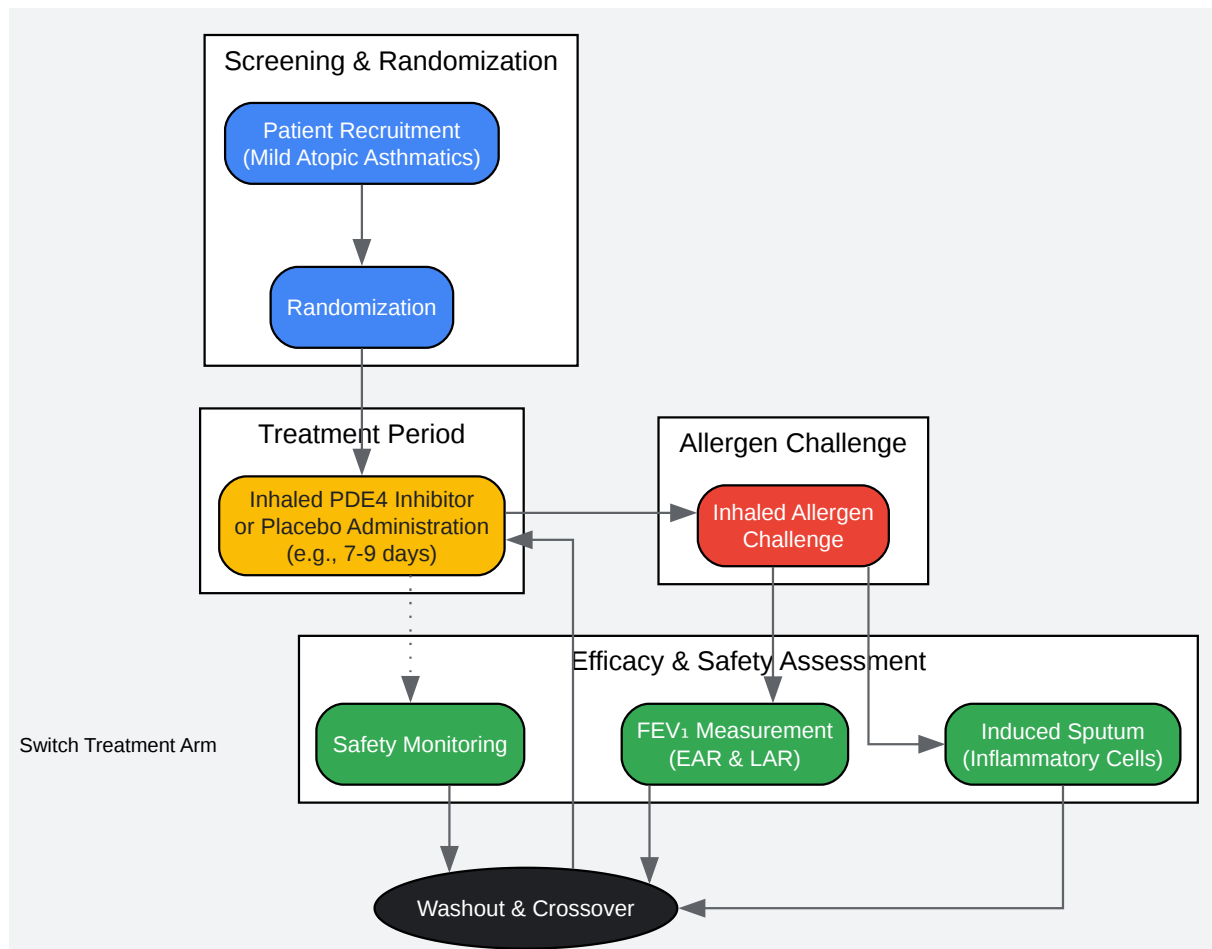 Screening & Randomization
Patient Recruitment
(Mild Atopic Asthmatics)
Randomization
Treatment Period
Inhaled PDE4 Inhibitor
or Placebo Administration
(e.g., 7-9 days)
Allergen Challenge
Inhaled Allergen
Challenge
Efficacy & Safety Assessment
Safety Monitoring
FEV₁ Measurement
(EAR & LAR)
Induced Sputum
(Inflammatory Cells)
Switch Treatment Arm
Washout & Crossover